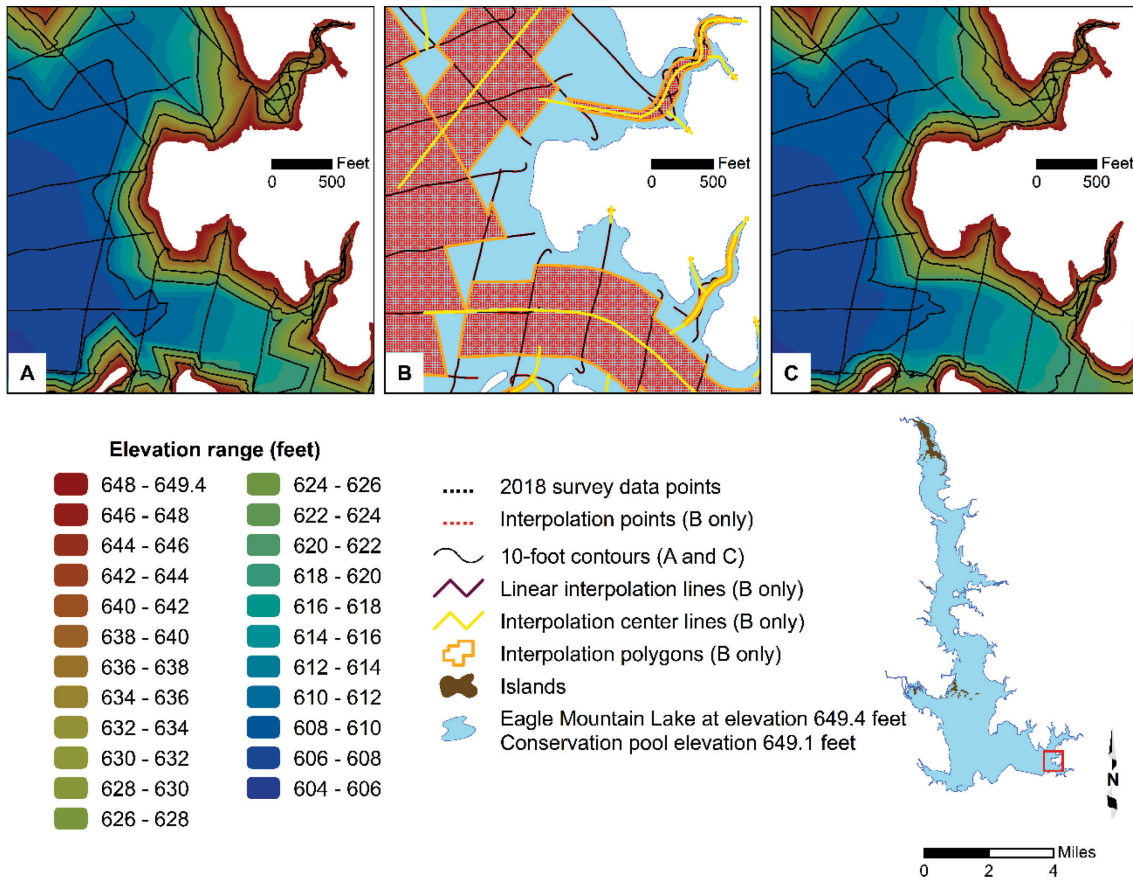 Feet
0 500
A
Feet
0 500
B
Feet
0 500
C
Elevation range (feet)
648 - 649.4
646 - 648
644 - 646
642 - 644
640 - 642
638 - 640
636 - 638
634 - 636
632 - 634
630 - 632
628 - 630
626 - 628
624 - 626
622 - 624
620 - 622
618 - 620
616 - 618
614 - 616
612 - 614
610 - 612
608 - 610
606 - 608
604 - 606
2018 survey data points
Interpolation points (B only)
10-foot contours (A and C)
Linear interpolation lines (B only)
Interpolation center lines (B only)
Interpolation polygons (B only)
Islands
Eagle Mountain Lake at elevation 649.4 feet
Conservation pool elevation 649.1 feet
N
Miles
0 2 4